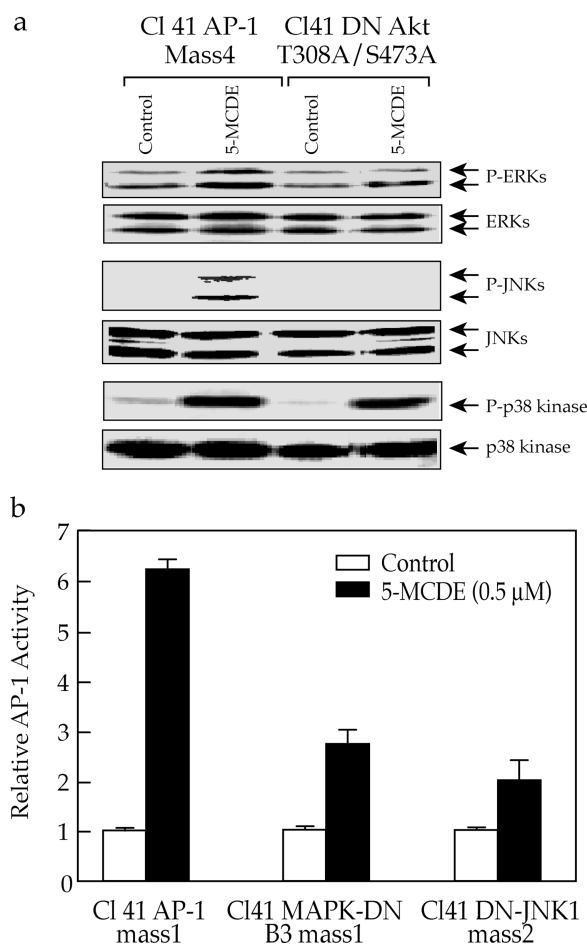 a
Cl 41 AP-1
Mass4
Cl41 DN Akt
T308A/S473A
Control
5-MCDE
Control
5-MCDE
P-ERKs
ERKs
P-JNKs
JNKs
P-p38 kinase
p38 kinase
b
Relative AP-1 Activity
7
6
5
4
3
2
1
0
Control
5-MCDE (0.5 µM)
Cl 41 AP-1
mass1
Cl41 MAPK-DN
B3 mass1
Cl41 DN-JNK1
mass2